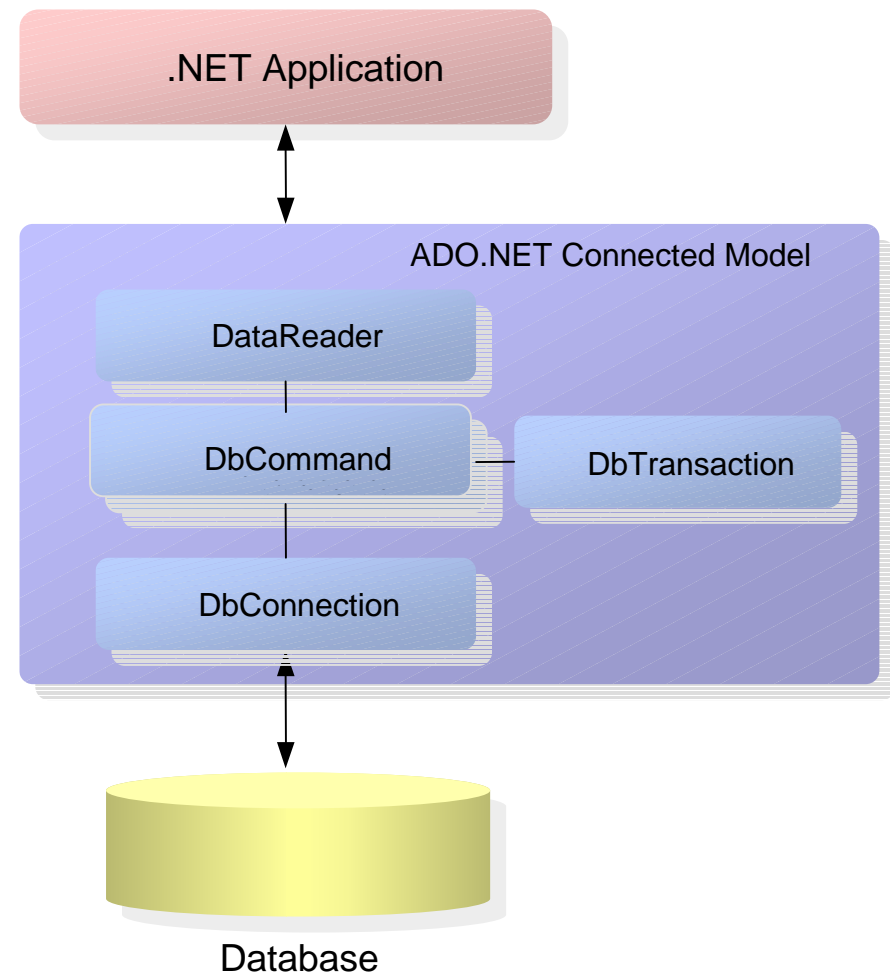 .NET Application
ADO.NET Connected Model
DataReader
DbCommand
DbTransaction
DbConnection
Database